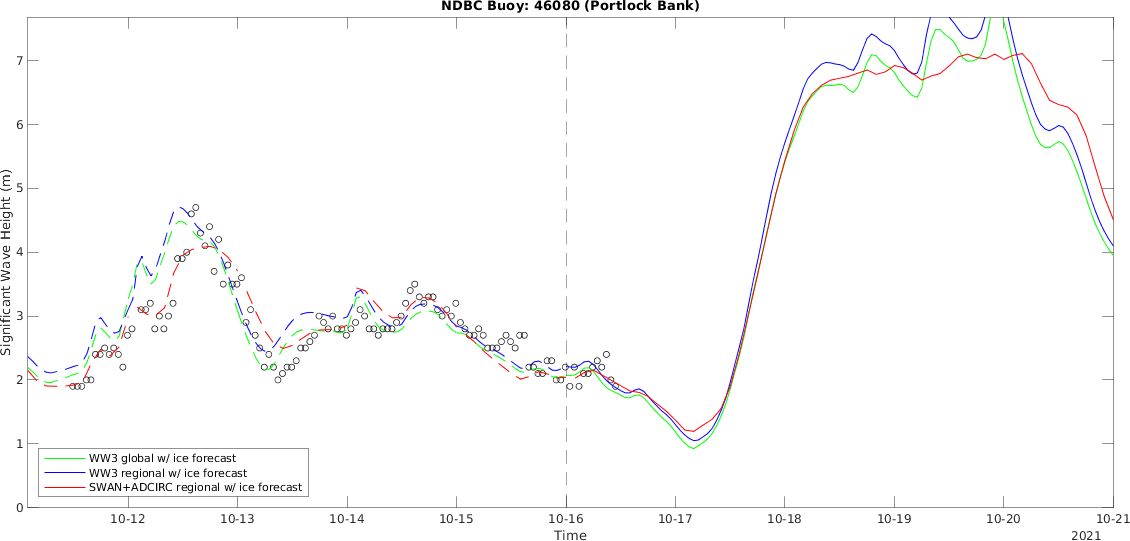 NDBC Buoy: 46080 (Portlock Bank)
Significant Wave Height (m)
7
6
5
4
3
2
1
0
WW3 global w/ ice forecast
WW3 regional w/ ice forecast
SWAN+ADCIRC regional w/ ice forecast
10-12 10-13 10-14 10-15 10-16 10-17 10-18 10-19 10-20 10-21
Time
2021